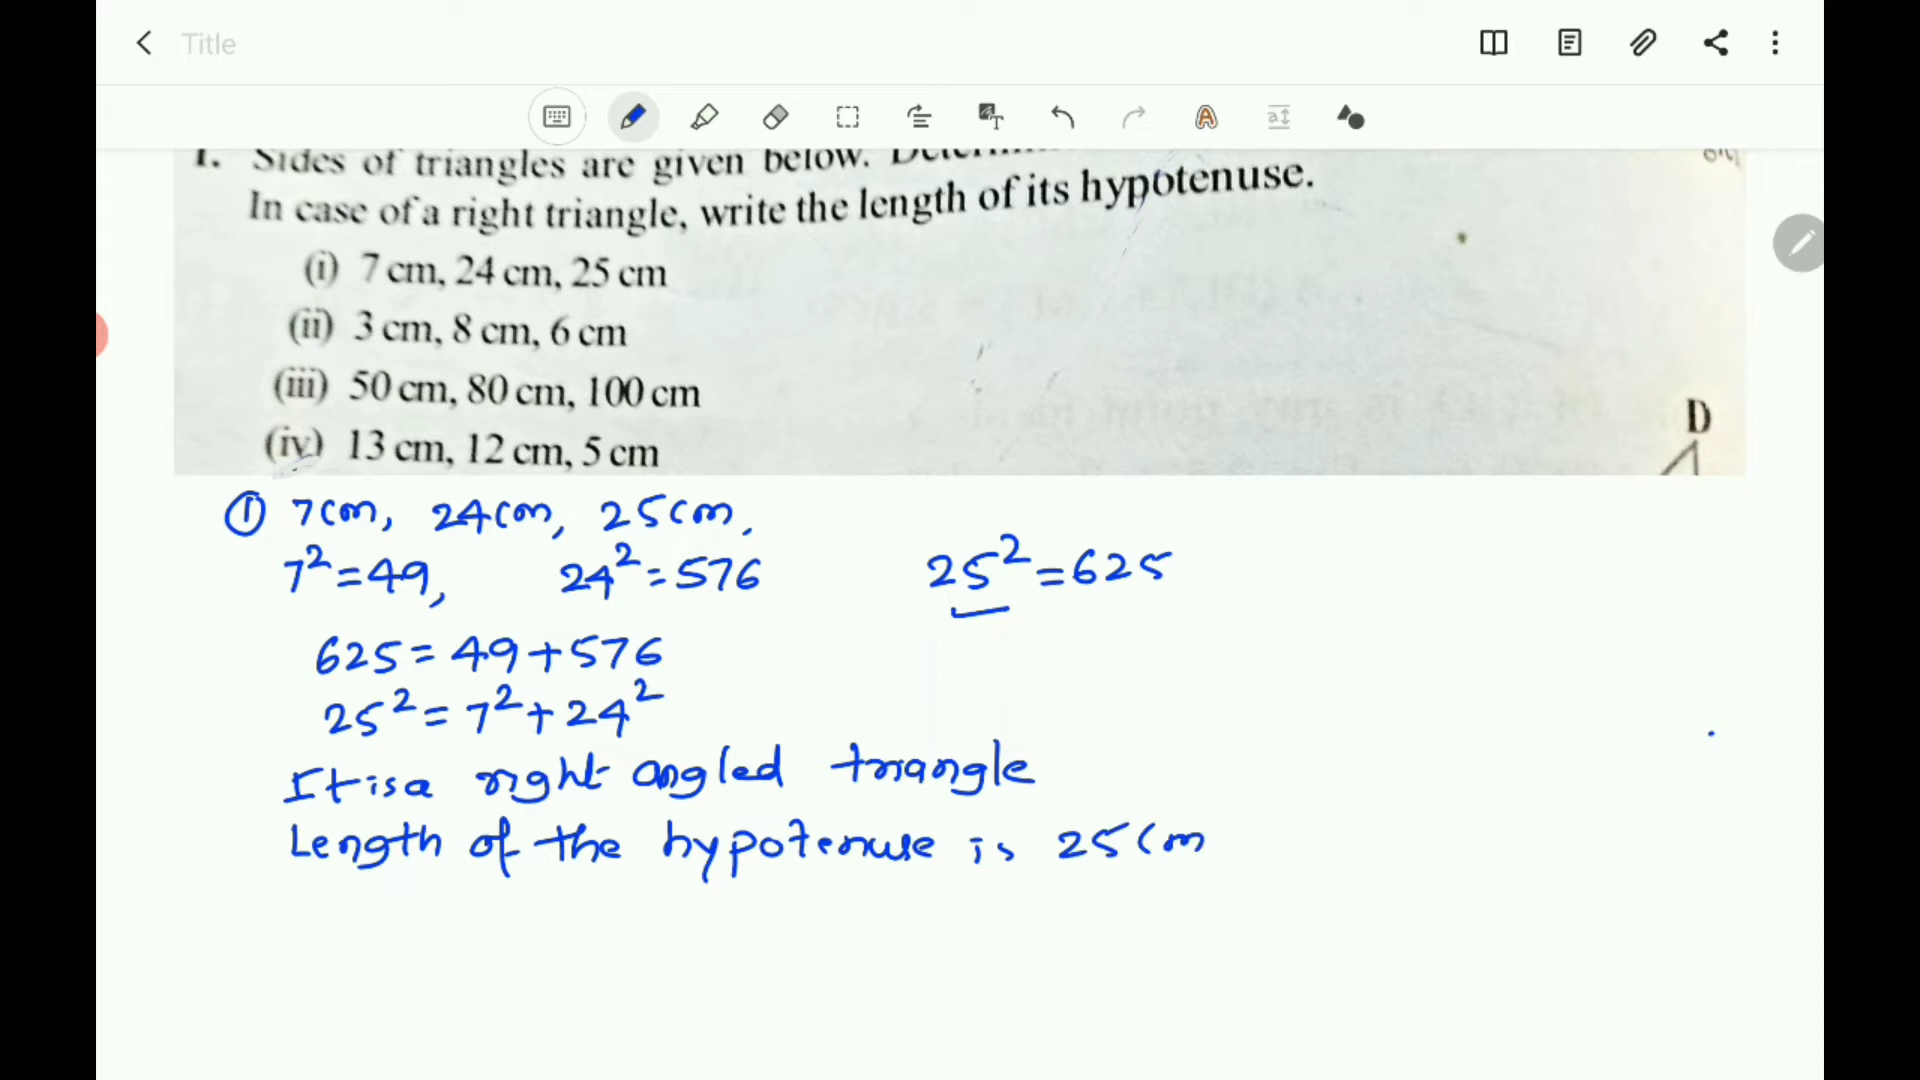 Title
1. Sides of triangles are given below.
In case of a right triangle, write the length of its hypotenuse.
(i) 7 cm, 24 cm, 25 cm
(ii) 3 cm, 8 cm, 6 cm
(iii) 50 cm, 80 cm, 100 cm
(iv) 13 cm, 12 cm, 5 cm
D
① 7cm, 24cm, 25cm.
7²=49, 24²=576 25²=625
625=49+576
25²=7²+24²
It is a right angled triangle
Length of the hypotenuse is 25cm